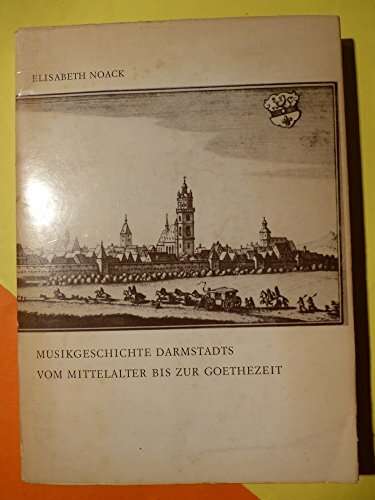 ELISABETH NOACK
MUSIKGESCHICHTE DARMSTADTS
VOM MITTELALTER BIS ZUR GOETHEZEIT